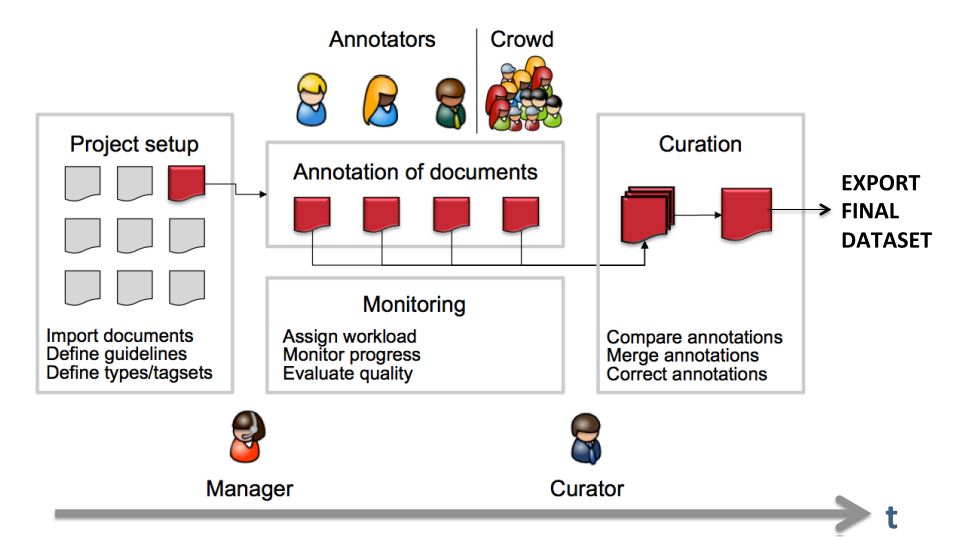 Annotators
Crowd
Project setup
Import documents
Define guidelines
Define types/tagsets
Annotation of documents
Monitoring
Assign workload
Monitor progress
Evaluate quality
Curation
Compare annotations
Merge annotations
Correct annotations
EXPORT
FINAL
DATASET
Manager
Curator
t